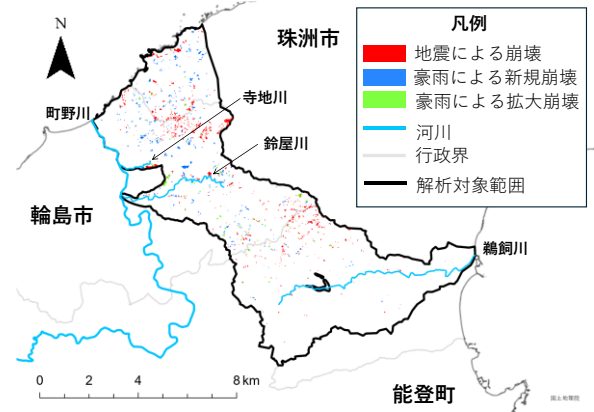 N
珠洲市
凡例
地震による崩壊
豪雨による新規崩壊
豪雨による拡大崩壊
河川
行政界
解析対象範囲
寺地川
町野川
鈴屋川
輪島市
鵜飼川
0 2 4 8 km
能登町
国土地理院